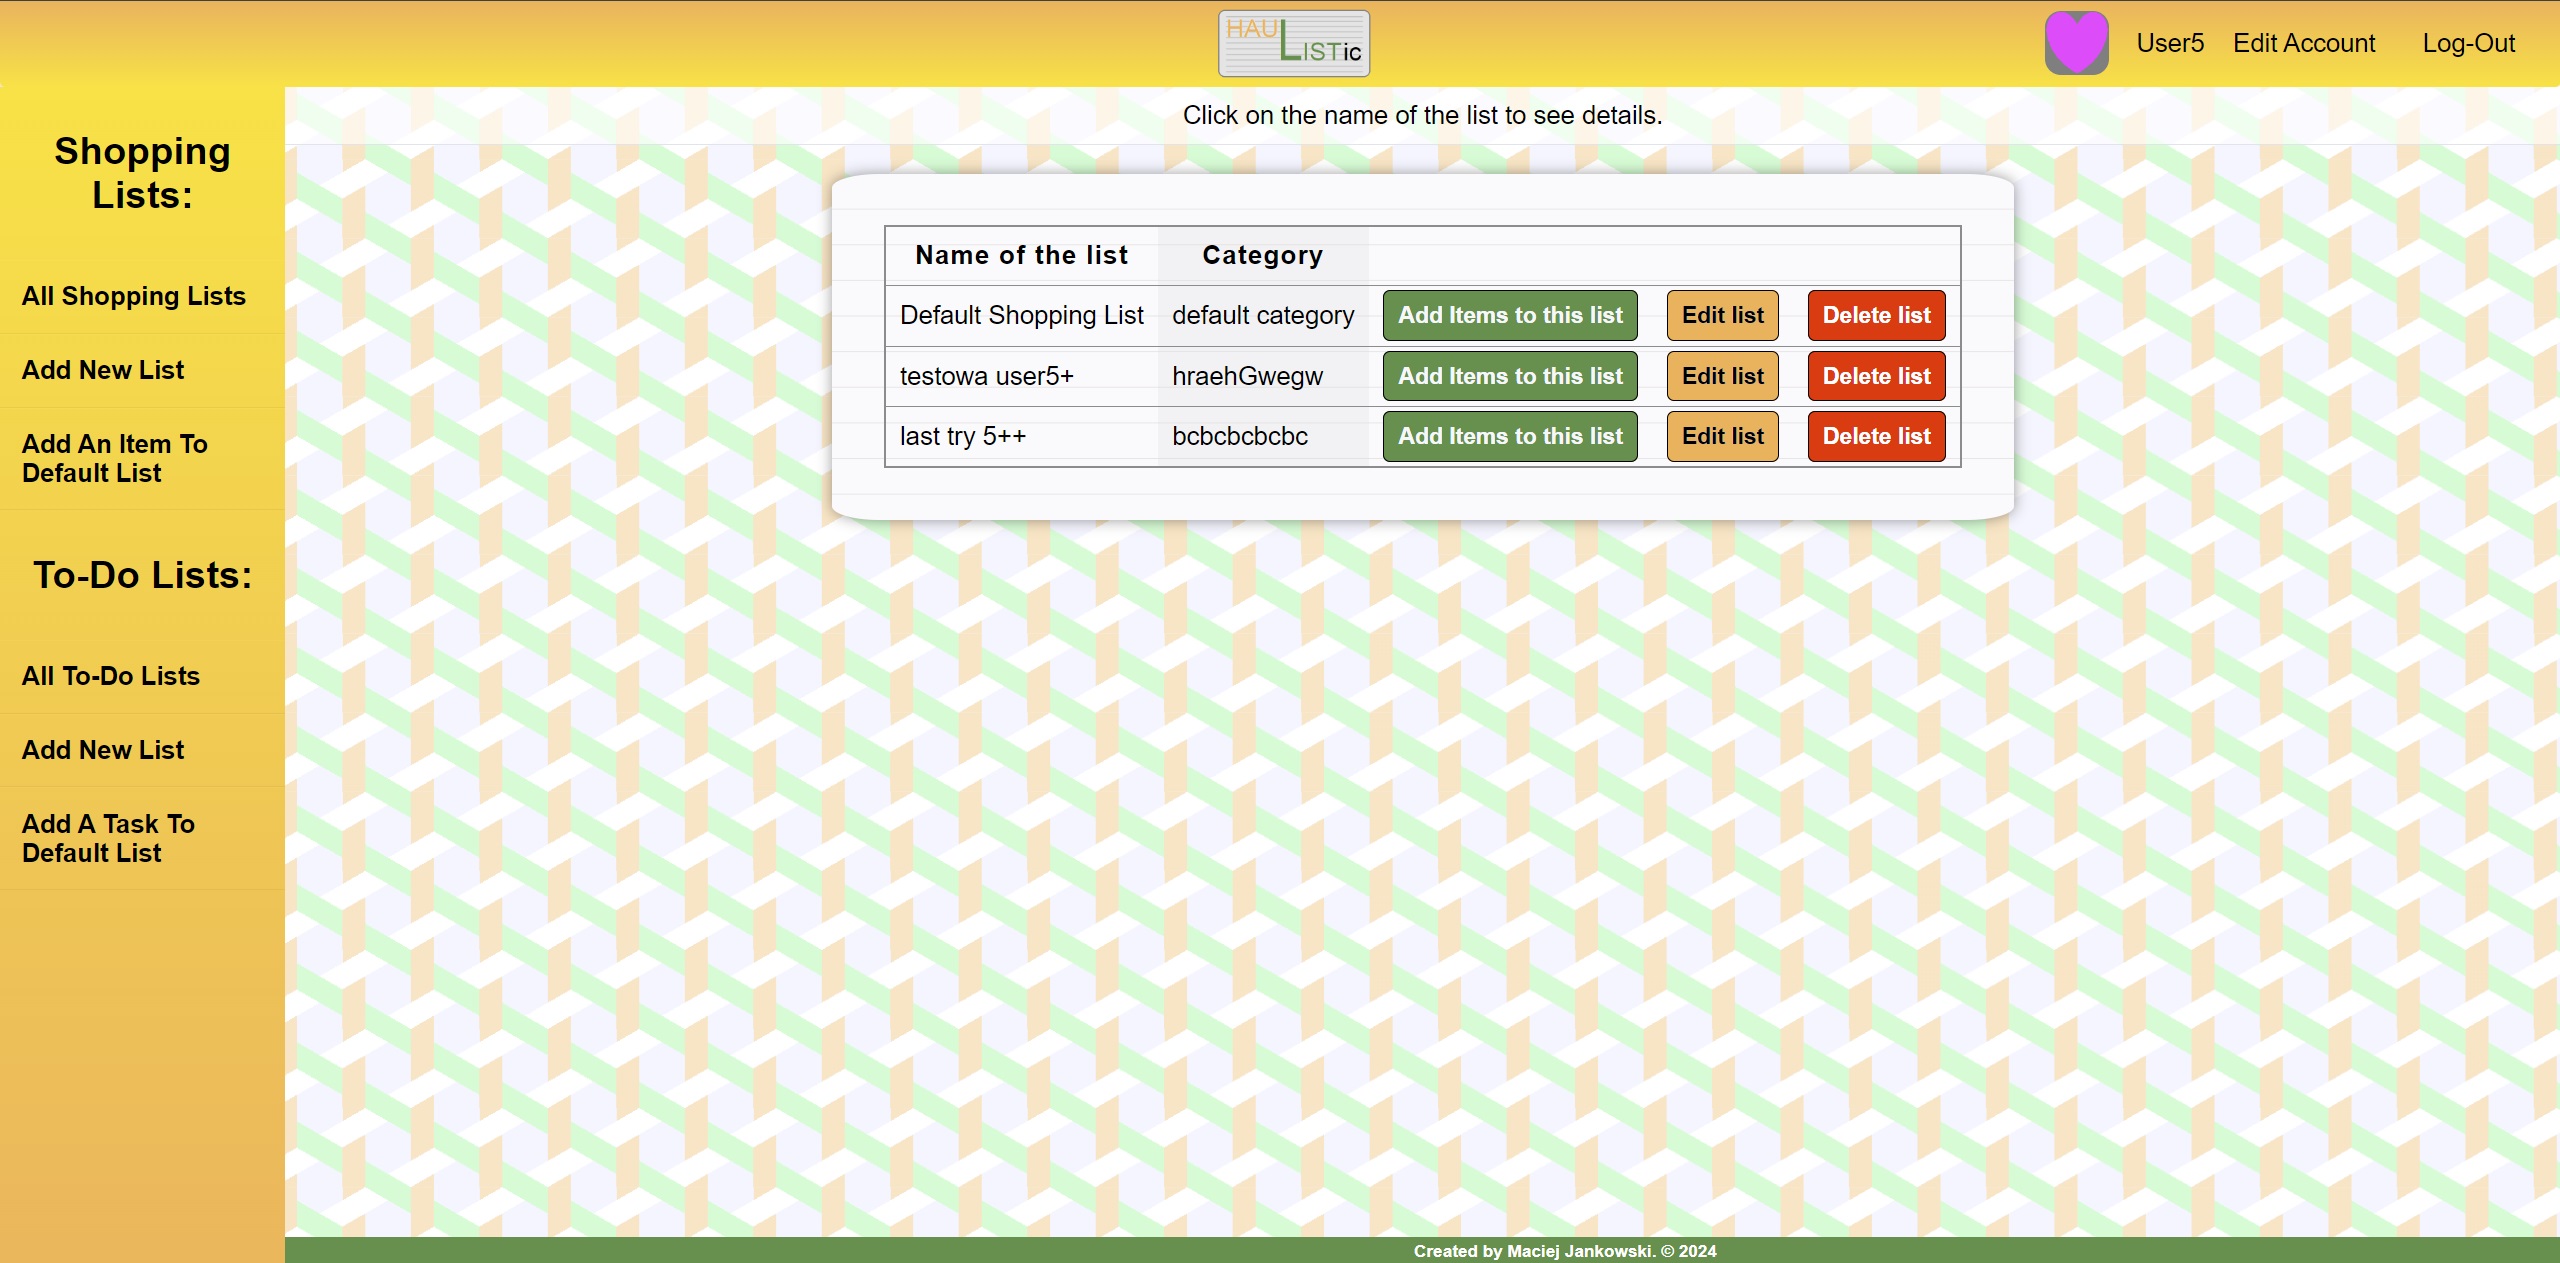 HAULISTic
User5 Edit Account Log-Out
Shopping
Lists:
All Shopping Lists
Add New List
Add An Item To
Default List
To-Do Lists:
All To-Do Lists
Add New List
Add A Task To
Default List
Click on the name of the list to see details.
Name of the list Category
Default Shopping List default category Add Items to this list Edit list Delete list
testowa user5+ hraehGwegw Add Items to this list Edit list Delete list
last try 5++ bcbcbcbcbc Add Items to this list Edit list Delete list
Created by Maciej Jankowski. © 2024